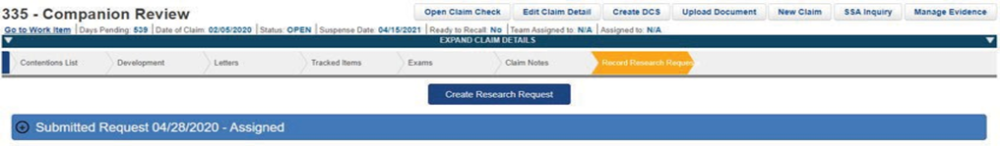 335 - Companion Review
Open Claim Check Edit Claim Detail Create DCS Upload Document New Claim SSA Inquiry Manage Evidence
Go to Work Item Days Pending: 539 Date of Claim: 02/05/2020 Status: OPEN Suspense Date: 04/15/2021 Ready to Recall: No Team Assigned to: N/A Assigned to: N/A
EXPAND CLAIM DETAILS
Contentions List Development Letters Tracked Items Exams Claim Notes Record Research Reques
Create Research Request
Submitted Request 04/28/2020 - Assigned